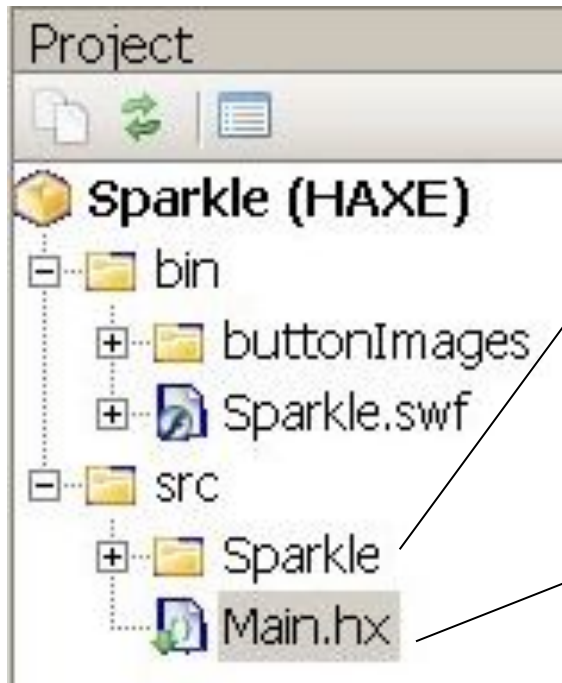 Project
Sparkle (HAXE)
bin
buttonImages
Sparkle.swf
src
Sparkle
Main.hx